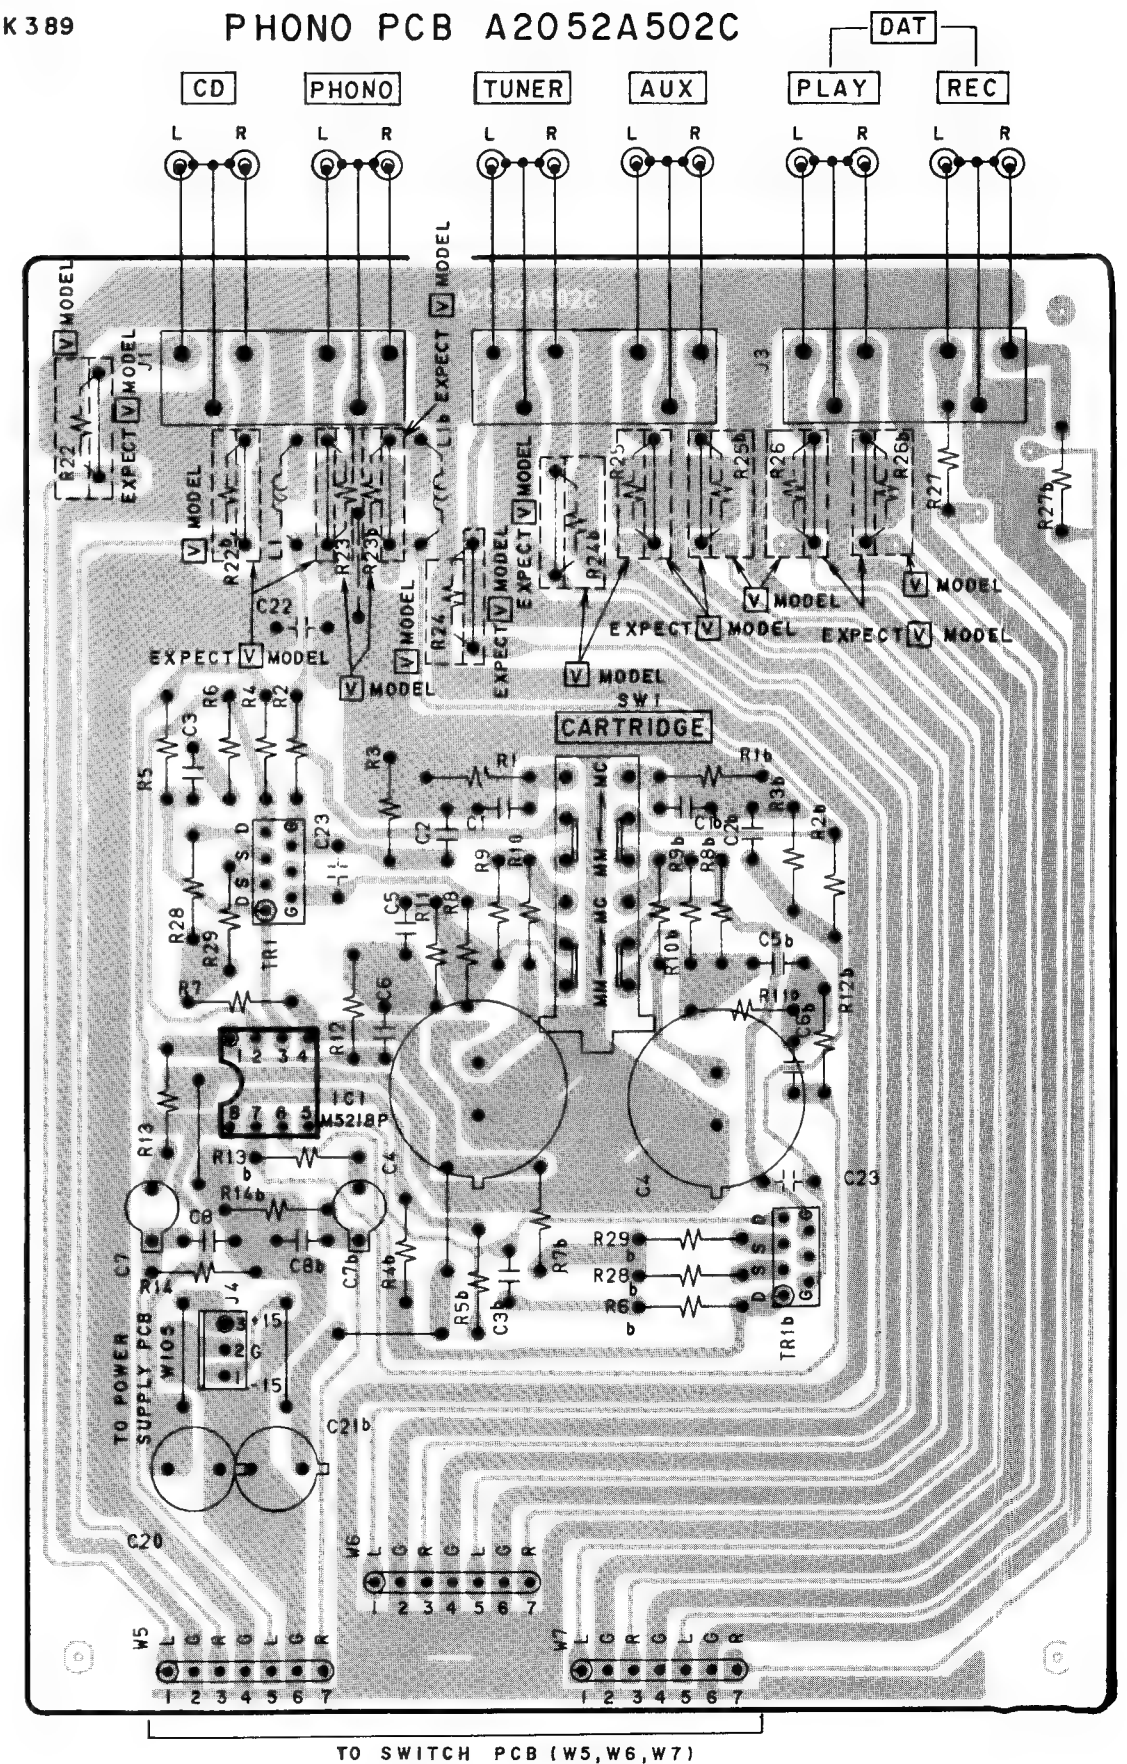 K389
PHONO PCB A2052A502C
DAT
CD PHONO TUNER AUX PLAY REC
L R L R L R L R L R L R
A2052A502C
V MODEL
R22
EXPECT V MODEL
J1
J3
V MODEL
R22b
L1
R23
R23b
L1b
EXPECT V MODEL
C22
EXPECT V MODEL
V MODEL
V MODEL
R24
EXPECT V MODEL
EXPECT V MODEL
R24b
V MODEL
R25
R25b
R26
R26b
R27
R27b
V MODEL
V MODEL
EXPECT V MODEL
EXPECT V MODEL
SW1
CARTRIDGE
R5
C3
R6
R4
R2
R3
R1
MC
MM
MC
MM
R1b
C1b
C2b
R3b
R2b
C2
R9
R10
R9b
R8b
R10b
C23
D S S D
G
G
TR1
R28
R29
R7
C5
R11
R8
R12
C6
C5b
R11b
C6b
R12b
1 2 3 4
8 7 6 5
IC1
M5218P
R13
R13b
C4
R14b
C8
C8b
C7
C7b
R14
R4b
R5b
C3b
R7b
C4
C23
R29b
R28b
R6b
D S S D
G
G
TR1b
J4
3 +15
2 G
1 -15
W105
TO POWER
SUPPLY PCB
C21b
C20
W6
L G R G L G R
1 2 3 4 5 6 7
W5
L G R G L G R
1 2 3 4 5 6 7
W7
L G R G L G R
1 2 3 4 5 6 7
TO SWITCH PCB (W5,W6,W7)